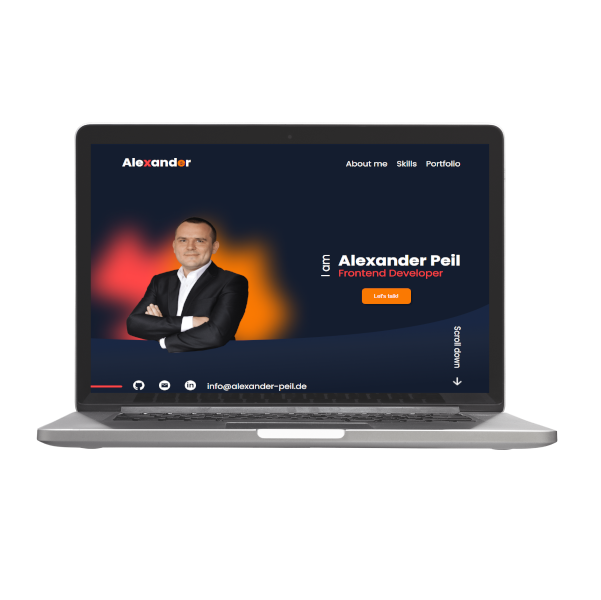 Alexander
About me Skills Portfolio
I am
Alexander Peil
Frontend Developer
Let's talk!
Scroll down
info@alexander-peil.de